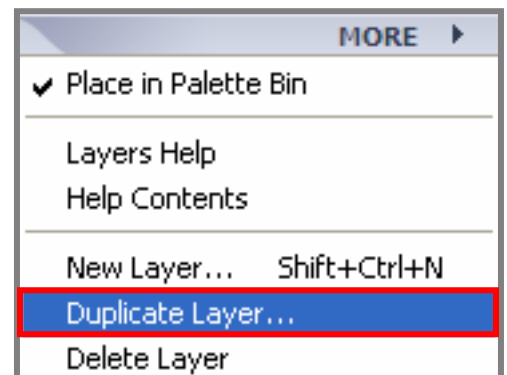 MORE
Place in Palette Bin
Layers Help
Help Contents
New Layer... Shift+Ctrl+N
Duplicate Layer...
Delete Layer